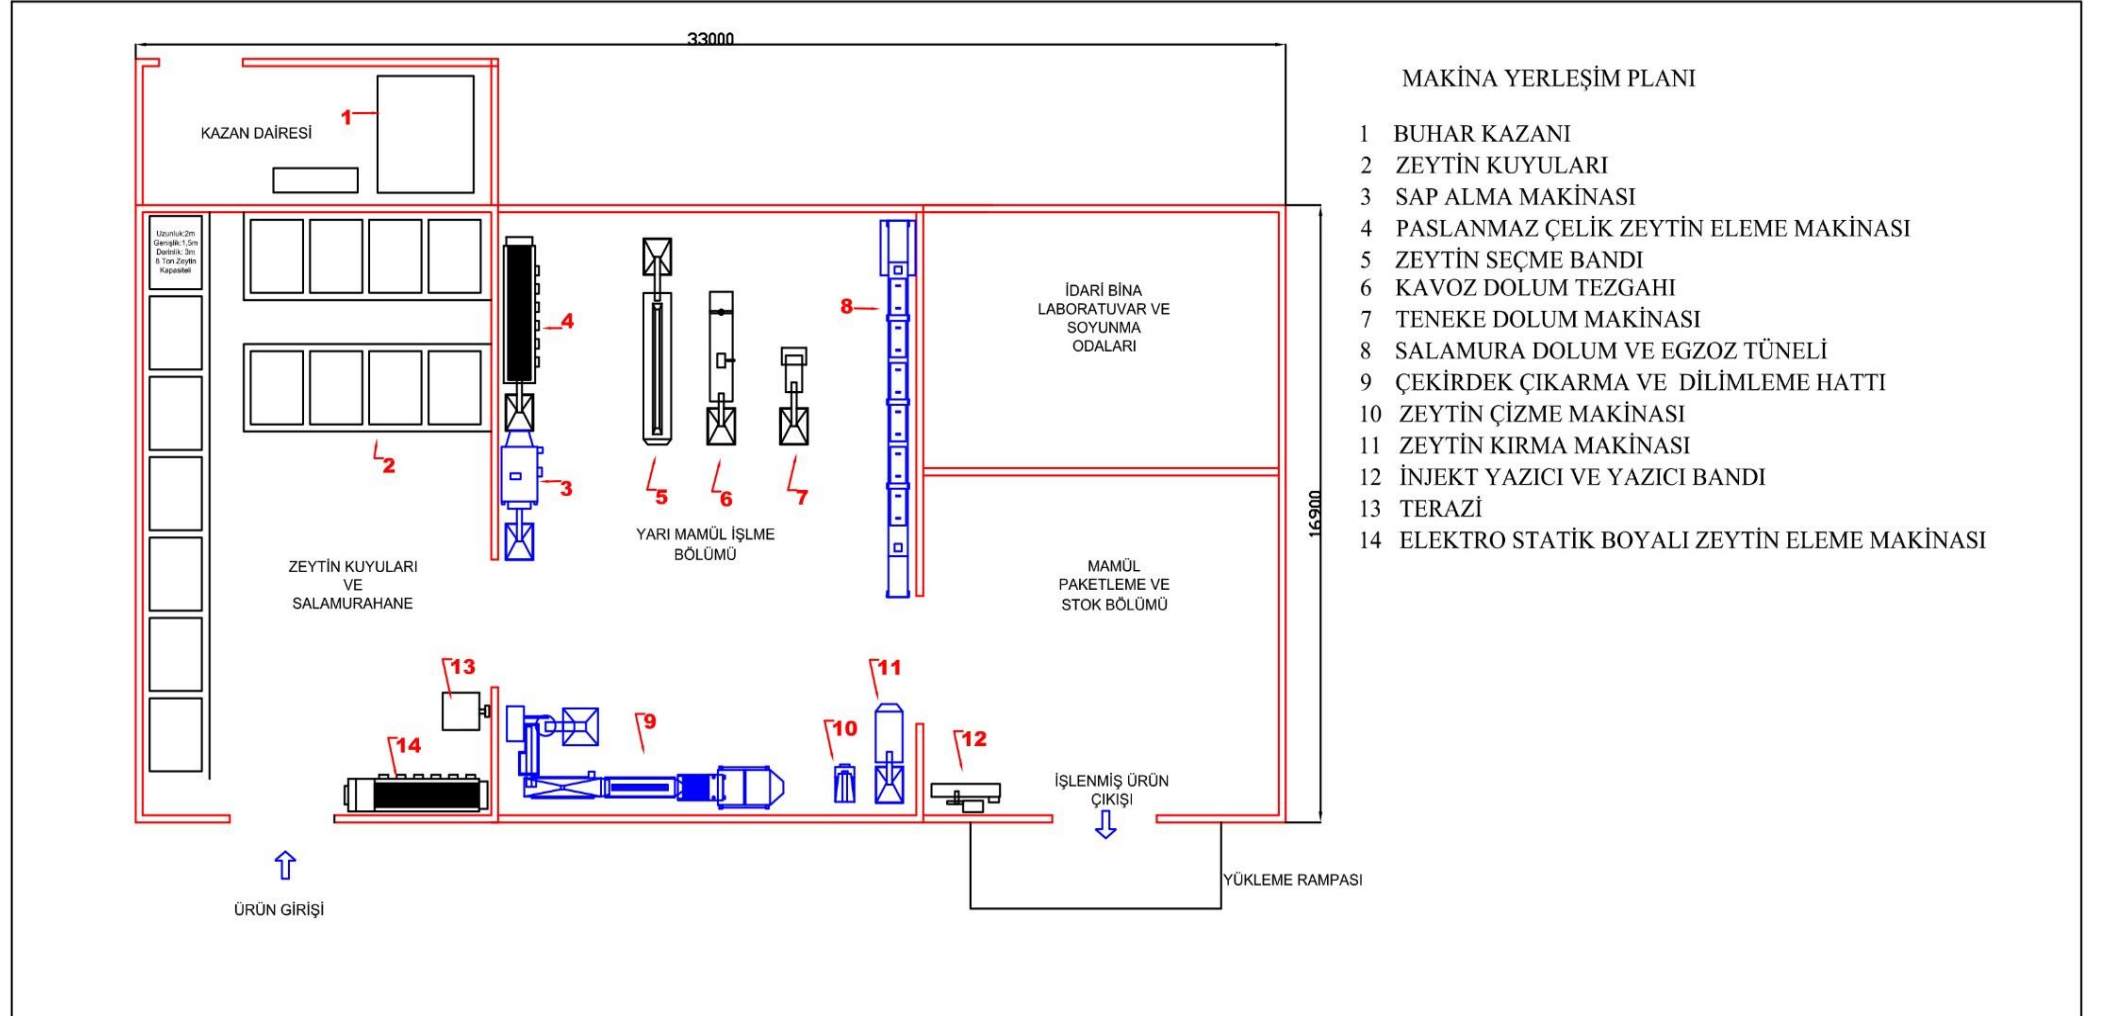 33000
MAKİNA YERLEŞİM PLANI
1 BUHAR KAZANI
2 ZEYTİN KUYULARI
3 SAP ALMA MAKİNASI
4 PASLANMAZ ÇELİK ZEYTİN ELEME MAKİNASI
5 ZEYTİN SEÇME BANDI
6 KAVOZ DOLUM TEZGAHI
7 TENEKE DOLUM MAKİNASI
8 SALAMURA DOLUM VE EGZOZ TÜNELİ
9 ÇEKİRDEK ÇIKARMA VE DİLİMLEME HATTI
10 ZEYTİN ÇİZME MAKİNASI
11 ZEYTİN KIRMA MAKİNASI
12 İNJEKT YAZICI VE YAZICI BANDI
13 TERAZİ
14 ELEKTRO STATİK BOYALI ZEYTİN ELEME MAKİNASI
1
KAZAN DAİRESİ
Uzunluk:2m
Genişlik:1,5m
Derinlik: 3m
8 Ton Zeytin
Kapasiteli
2
3
4
5
6
7
8
İDARİ BİNA
LABORATUVAR VE
SOYUNMA
ODALARI
16900
YARI MAMÜL İŞLME
BÖLÜMÜ
ZEYTİN KUYULARI
VE
SALAMURAHANE
MAMÜL
PAKETLEME VE
STOK BÖLÜMÜ
13
14
9
10
11
12
İŞLENMİŞ ÜRÜN
ÇIKIŞI
YÜKLEME RAMPASI
ÜRÜN GİRİŞİ